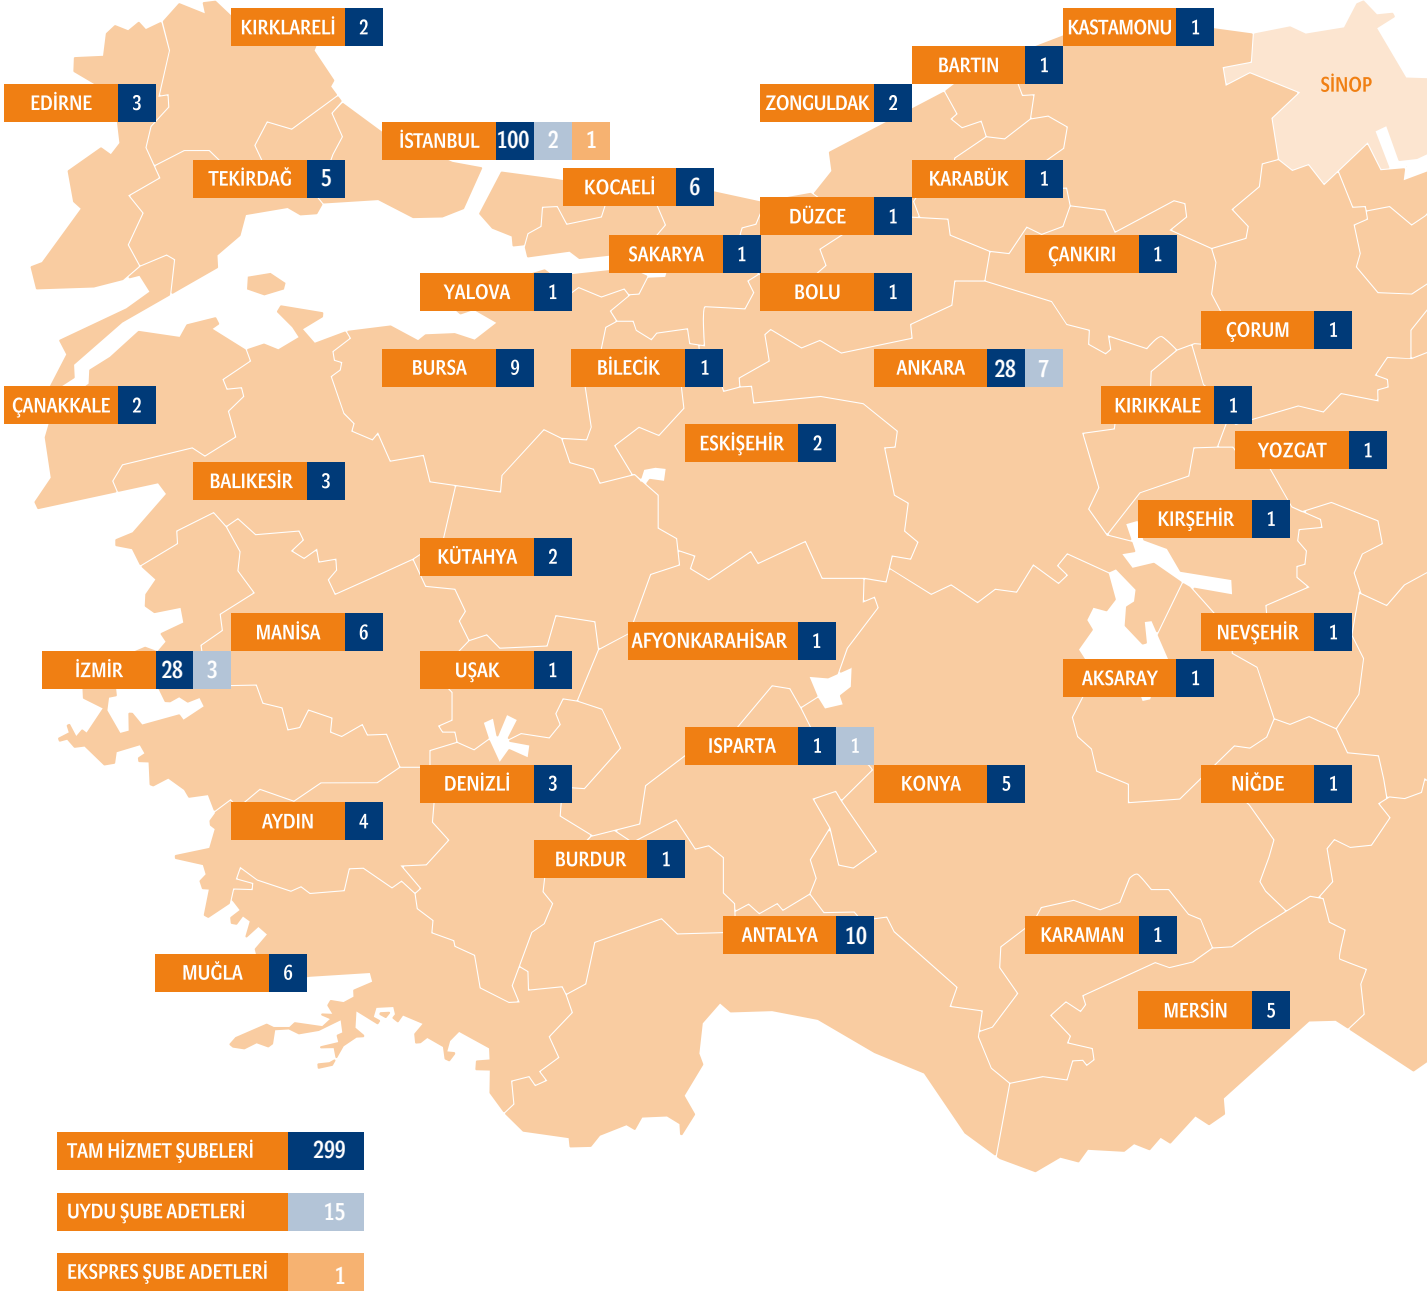 KIRKLARELİ 2
KASTAMONU 1
BARTIN 1
SİNOP
EDİRNE 3
ZONGULDAK 2
İSTANBUL 100 2 1
TEKİRDAĞ 5
KOCAELİ 6
KARABÜK 1
DÜZCE 1
SAKARYA 1
ÇANKIRI 1
YALOVA 1
BOLU 1
ÇORUM 1
BURSA 9
BİLECİK 1
ANKARA 28 7
ÇANAKKALE 2
KIRIKKALE 1
ESKİŞEHİR 2
YOZGAT 1
BALIKESİR 3
KIRŞEHİR 1
KÜTAHYA 2
MANİSA 6
AFYONKARAHİSAR 1
NEVŞEHİR 1
İZMİR 28 3
UŞAK 1
AKSARAY 1
ISPARTA 1 1
DENİZLİ 3
KONYA 5
NİĞDE 1
AYDIN 4
BURDUR 1
ANTALYA 10
KARAMAN 1
MUĞLA 6
MERSİN 5
TAM HİZMET ŞUBELERİ 299
UYDU ŞUBE ADETLERİ 15
EKSPRES ŞUBE ADETLERİ 1